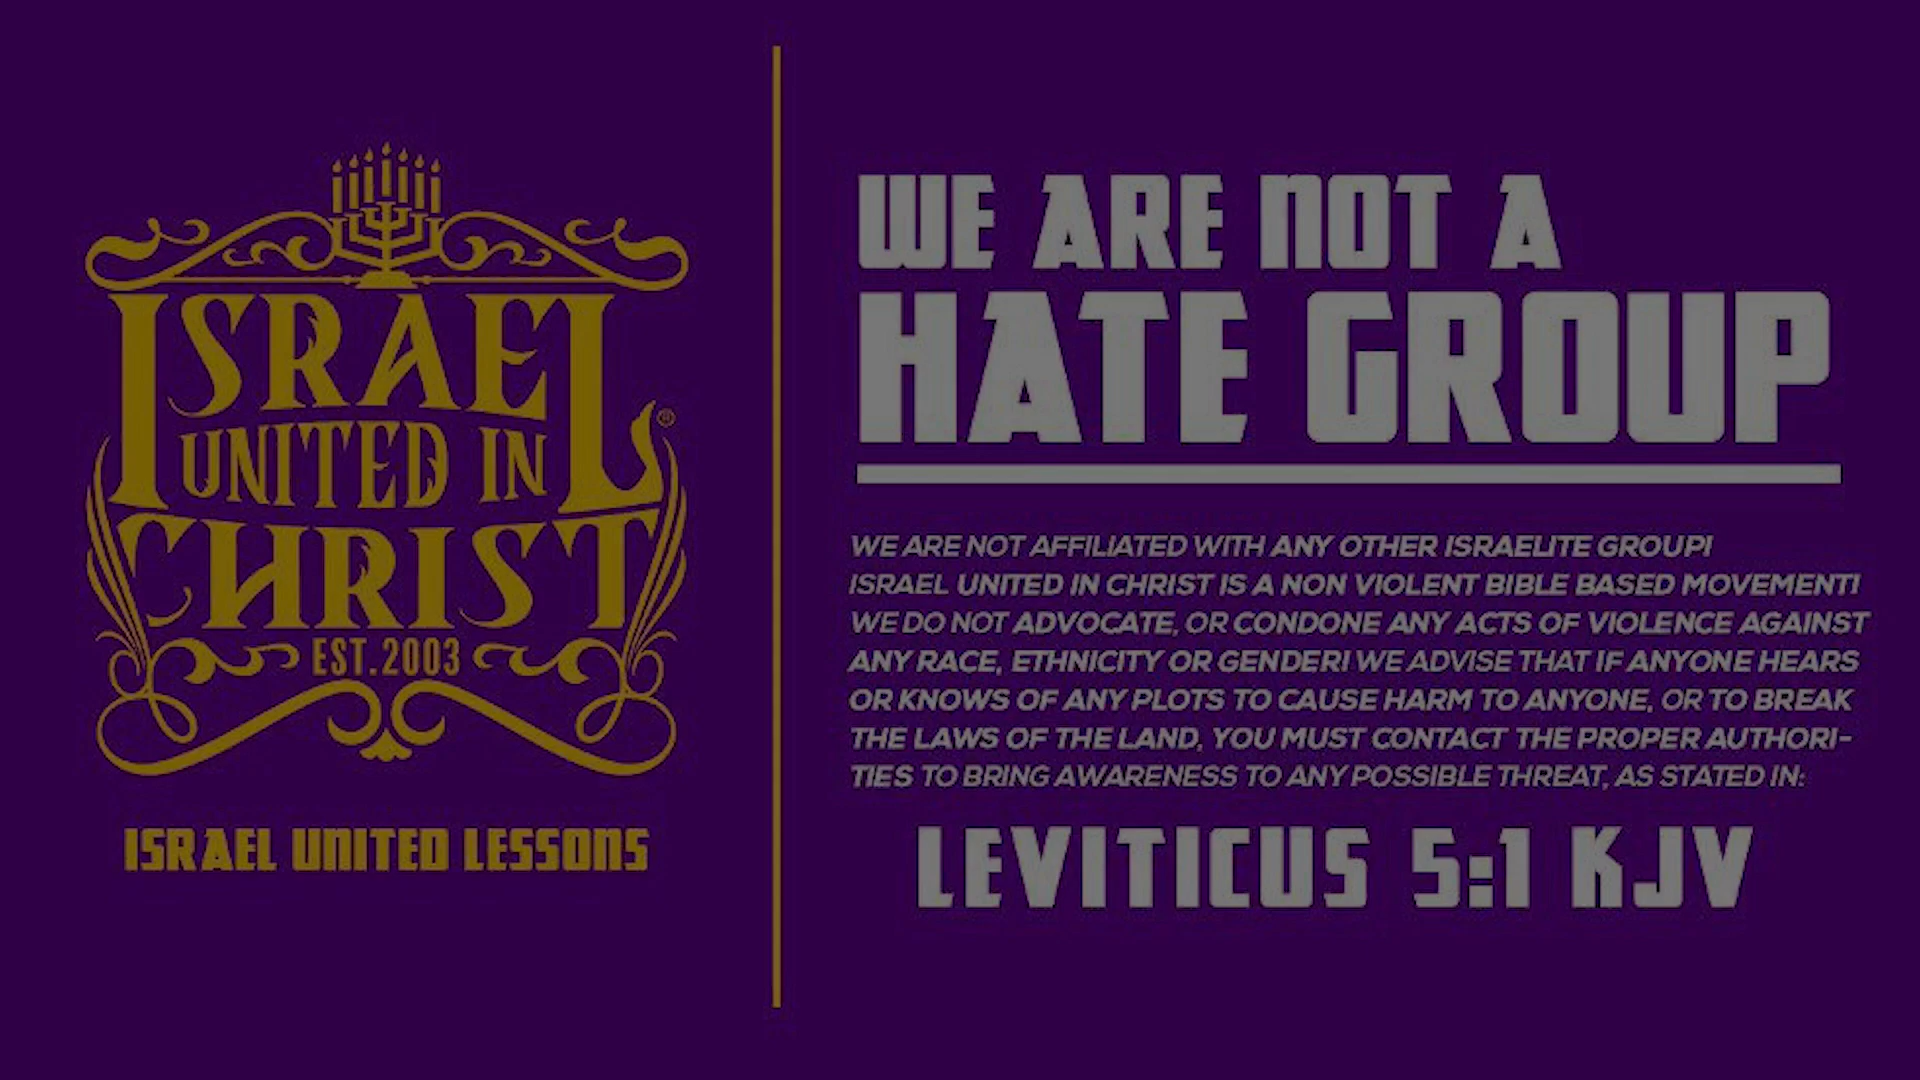 ISRAEL
UNITED IN
CHRIST
®
EST.2003
ISRAEL UNITED LESSONS
WE ARE NOT A
HATE GROUP
WE ARE NOT AFFILIATED WITH ANY OTHER ISRAELITE GROUP!
ISRAEL UNITED IN CHRIST IS A NON VIOLENT BIBLE BASED MOVEMENT!
WE DO NOT ADVOCATE, OR CONDONE ANY ACTS OF VIOLENCE AGAINST
ANY RACE, ETHNICITY OR GENDER! WE ADVISE THAT IF ANYONE HEARS
OR KNOWS OF ANY PLOTS TO CAUSE HARM TO ANYONE, OR TO BREAK
THE LAWS OF THE LAND, YOU MUST CONTACT THE PROPER AUTHORI-
TIES TO BRING AWARENESS TO ANY POSSIBLE THREAT, AS STATED IN:
LEVITICUS 5:1 KJV